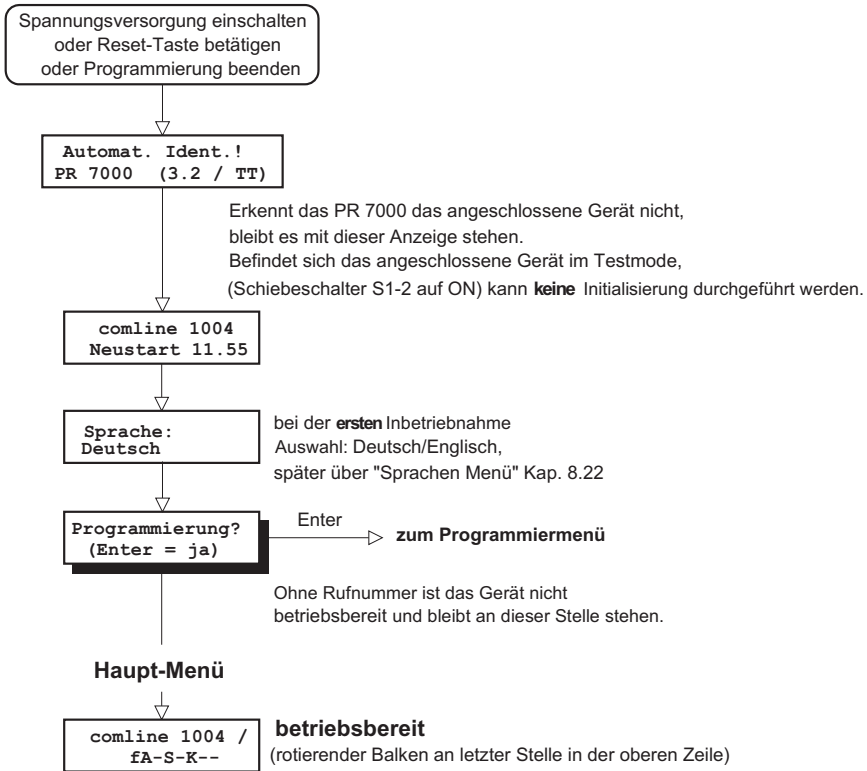 Spannungsversorgung einschalten
oder Reset-Taste betätigen
oder Programmierung beenden
Automat. Ident.!
PR 7000 (3.2 / TT)
Erkennt das PR 7000 das angeschlossene Gerät nicht,
bleibt es mit dieser Anzeige stehen.
Befindet sich das angeschlossene Gerät im Testmode,
(Schiebeschalter S1-2 auf ON) kann keine Initialisierung durchgeführt werden.
comline 1004
Neustart 11.55
Sprache:
Deutsch
bei der ersten Inbetriebnahme
Auswahl: Deutsch/Englisch,
später über "Sprachen Menü" Kap. 8.22
Programmierung?
(Enter = ja)
Enter
zum Programmiermenü
Ohne Rufnummer ist das Gerät nicht
betriebsbereit und bleibt an dieser Stelle stehen.
Haupt-Menü
comline 1004 /
fA-S-K--
betriebsbereit
(rotierender Balken an letzter Stelle in der oberen Zeile)